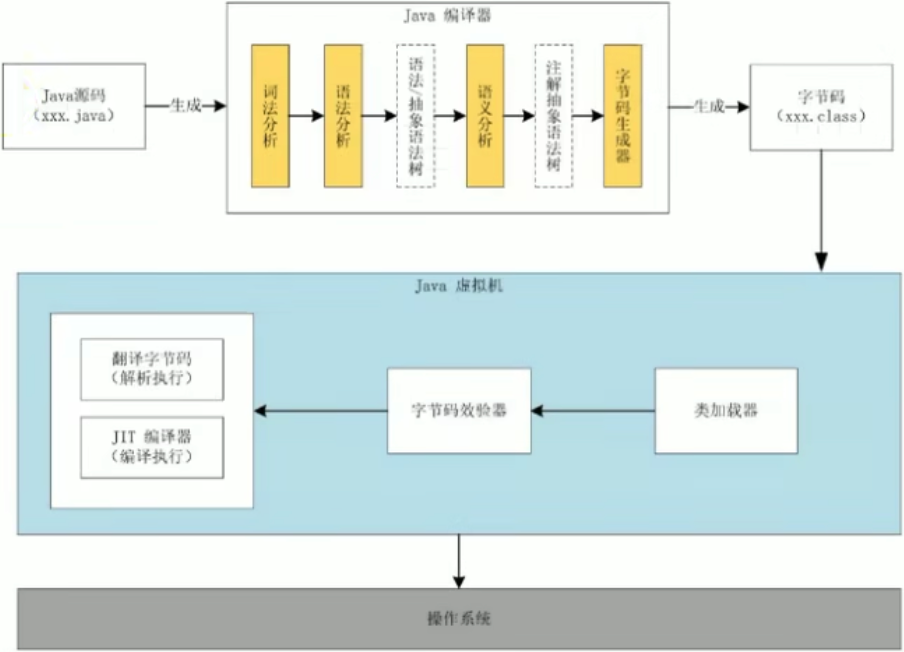 Java 编译器
Java源码
（xxx.java）
生成
词法分析
语法分析
语法/抽象语法树
语义分析
注解抽象语法树
字节码生成器
生成
字节码
（xxx.class）
Java 虚拟机
翻译字节码
（解析执行）
JIT 编译器
（编译执行）
字节码效验器
类加载器
操作系统